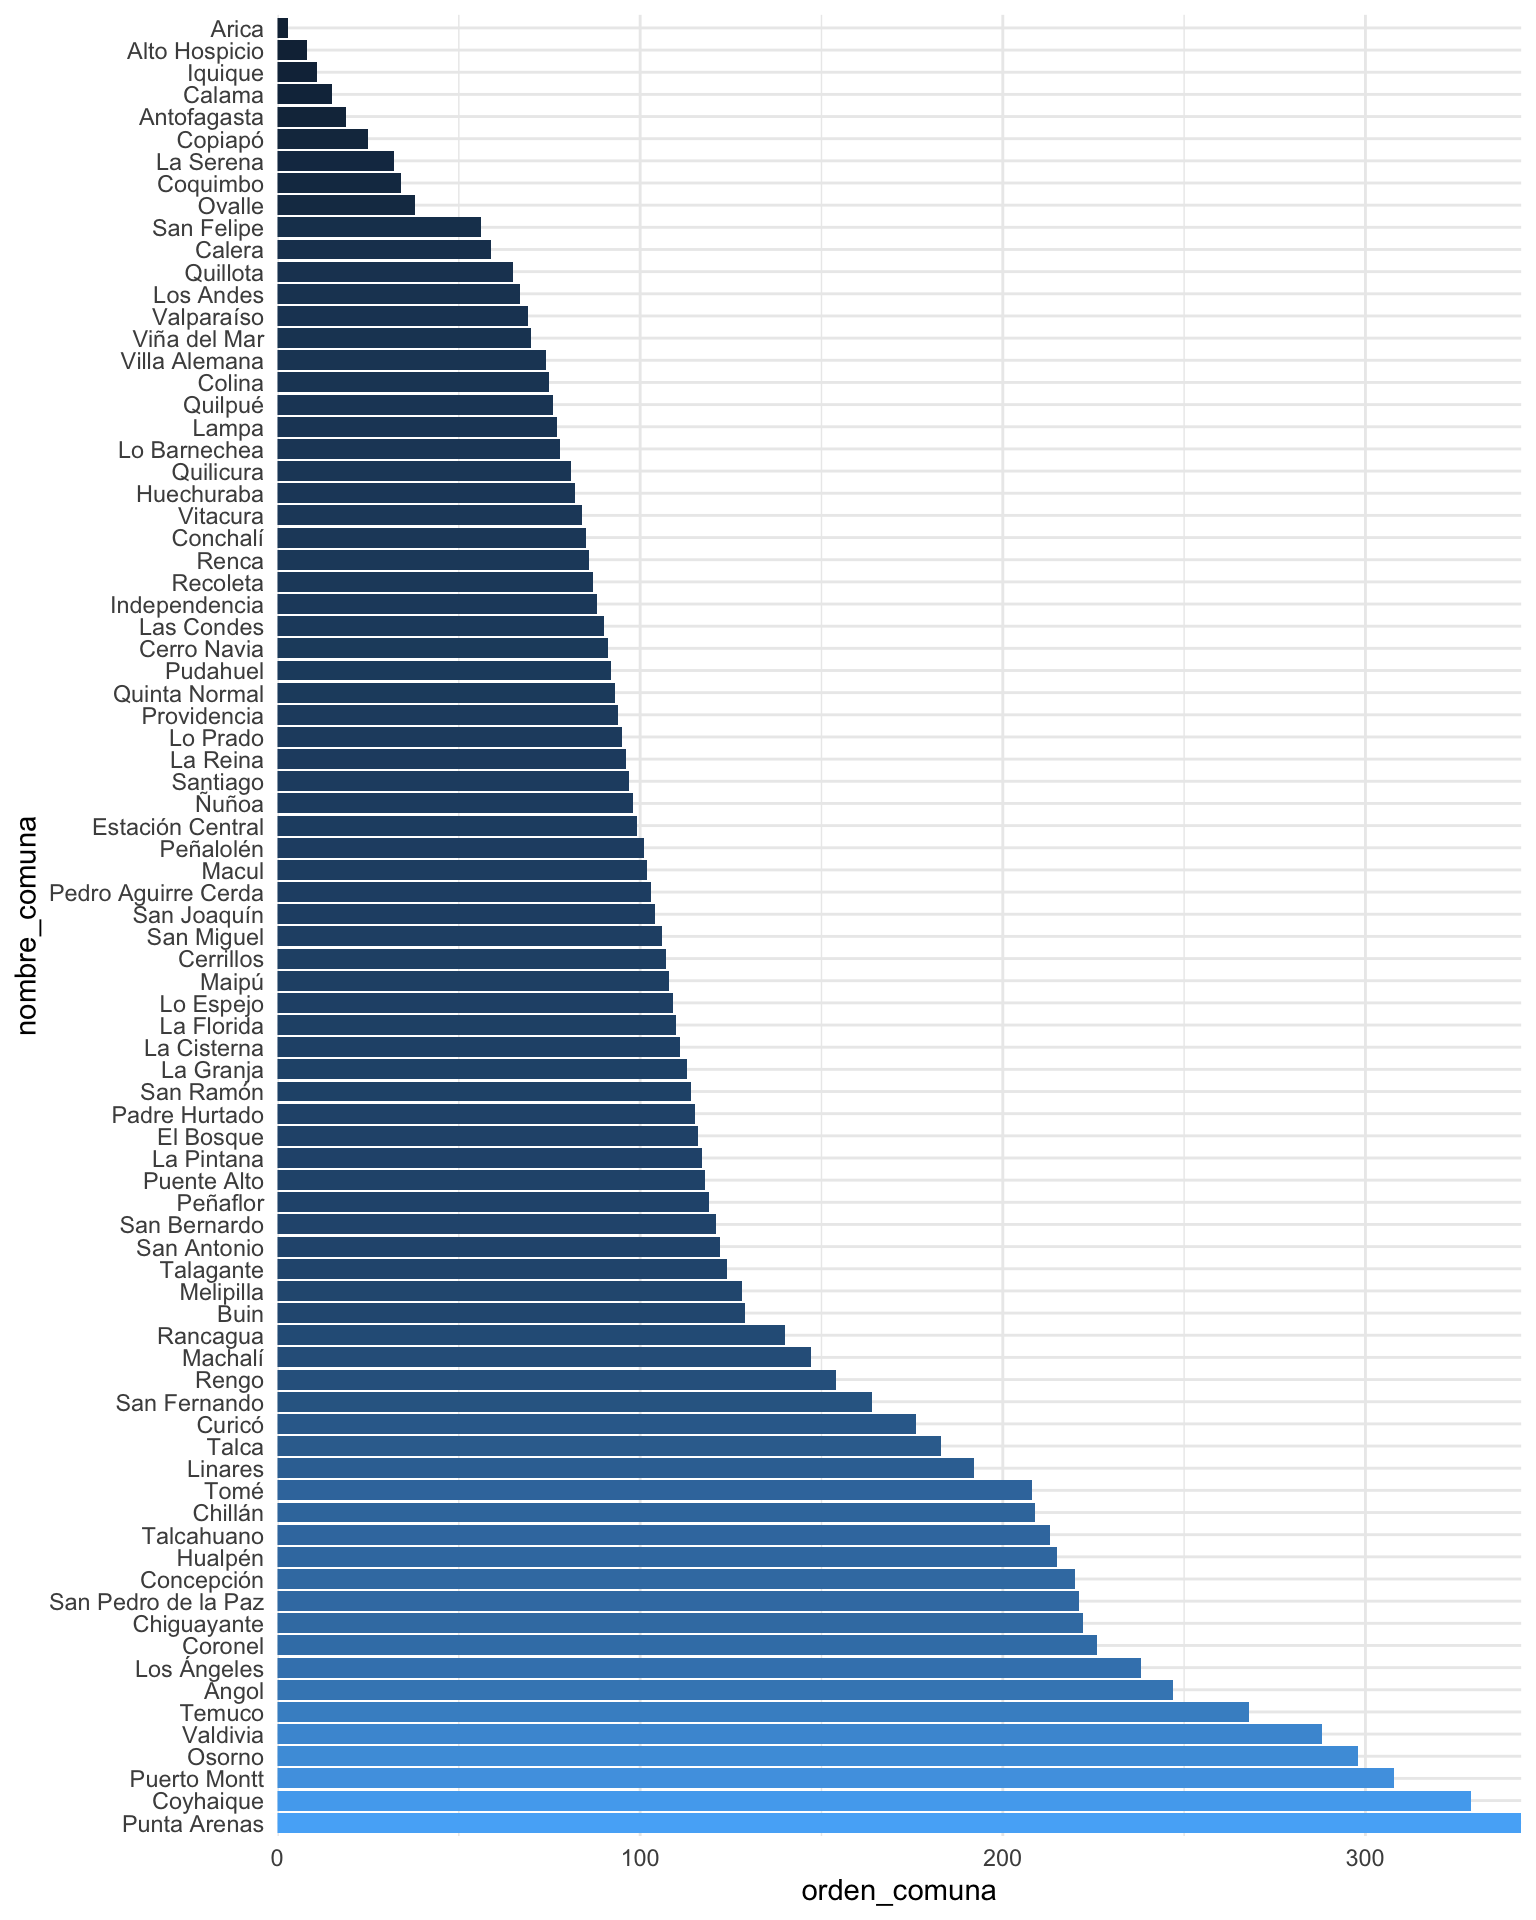 Arica
Alto Hospicio
Iquique
Calama
Antofagasta
Copiapó
La Serena
Coquimbo
Ovalle
San Felipe
Calera
Quillota
Los Andes
Valparaíso
Viña del Mar
Villa Alemana
Colina
Quilpué
Lampa
Lo Barnechea
Quilicura
Huechuraba
Vitacura
Conchalí
Renca
Recoleta
Independencia
Las Condes
Cerro Navia
Pudahuel
Quinta Normal
Providencia
Lo Prado
La Reina
Santiago
Ñuñoa
Estación Central
Peñalolén
Macul
Pedro Aguirre Cerda
San Joaquín
San Miguel
Cerrillos
Maipú
Lo Espejo
La Florida
La Cisterna
La Granja
San Ramón
Padre Hurtado
El Bosque
La Pintana
Puente Alto
Peñaflor
San Bernardo
San Antonio
Talagante
Melipilla
Buin
Rancagua
Machalí
Rengo
San Fernando
Curicó
Talca
Linares
Tomé
Chillán
Talcahuano
Hualpén
Concepción
San Pedro de la Paz
Chiguayante
Coronel
Los Ángeles
Angol
Temuco
Valdivia
Osorno
Puerto Montt
Coyhaique
Punta Arenas
nombre_comuna
0 100 200 300
orden_comuna